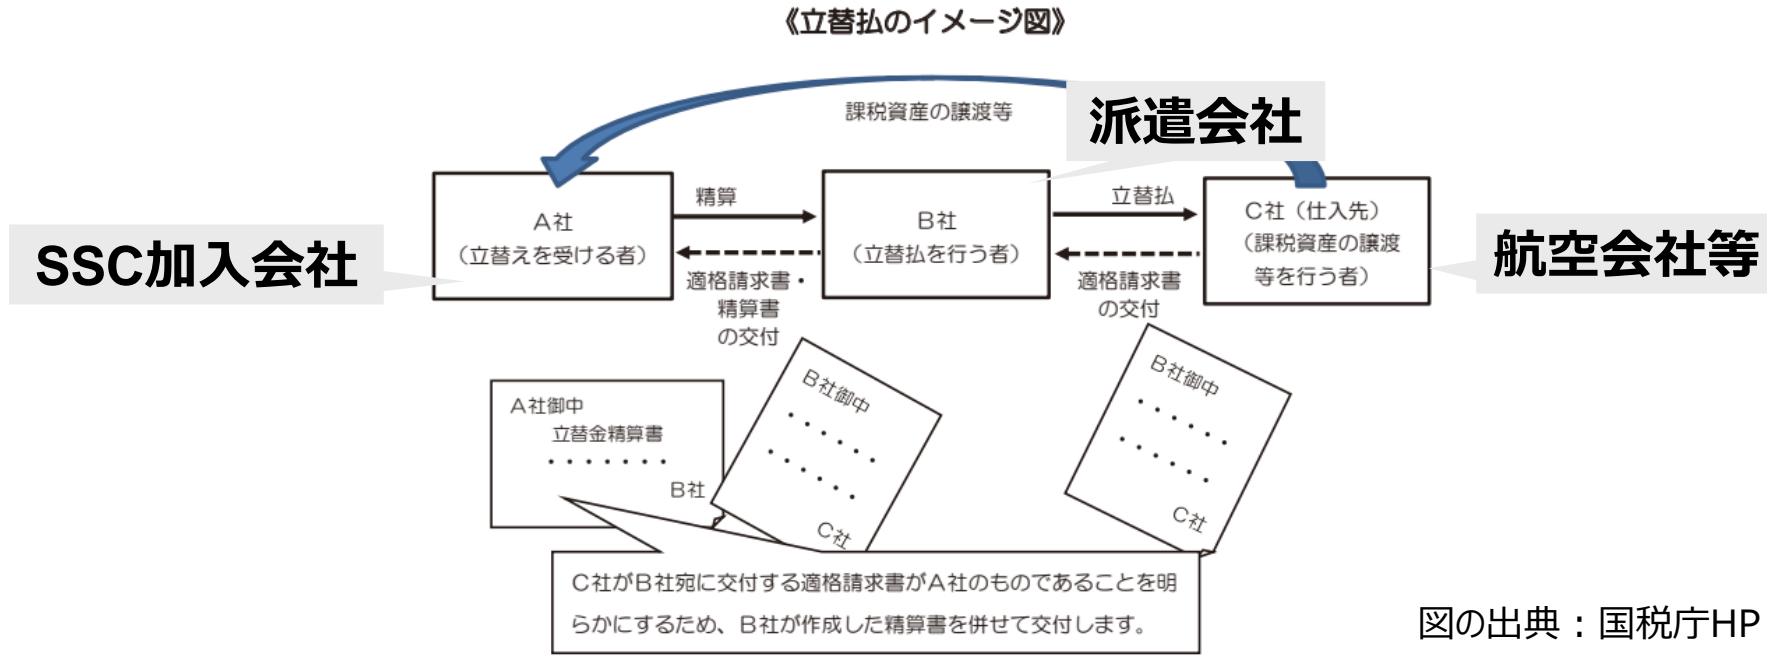 《立替払のイメージ図》
課税資産の譲渡等
派遣会社
SSC加入会社
A社
(立替えを受ける者)
精算
適格請求書・
精算書
の交付
B社
(立替払を行う者)
立替払
適格請求書
の交付
C社(仕入先)
(課税資産の譲渡
等を行う者)
航空会社等
A社御中
立替金精算書
・・・・・・・
B社
B社御中
・・・・・・
・・・・・・
C社
B社御中
・・・・・・
・・・・・・
C社
C社がB社宛に交付する適格請求書がA社のものであることを明
らかにするため、B社が作成した精算書を併せて交付します。
図の出典:国税庁HP